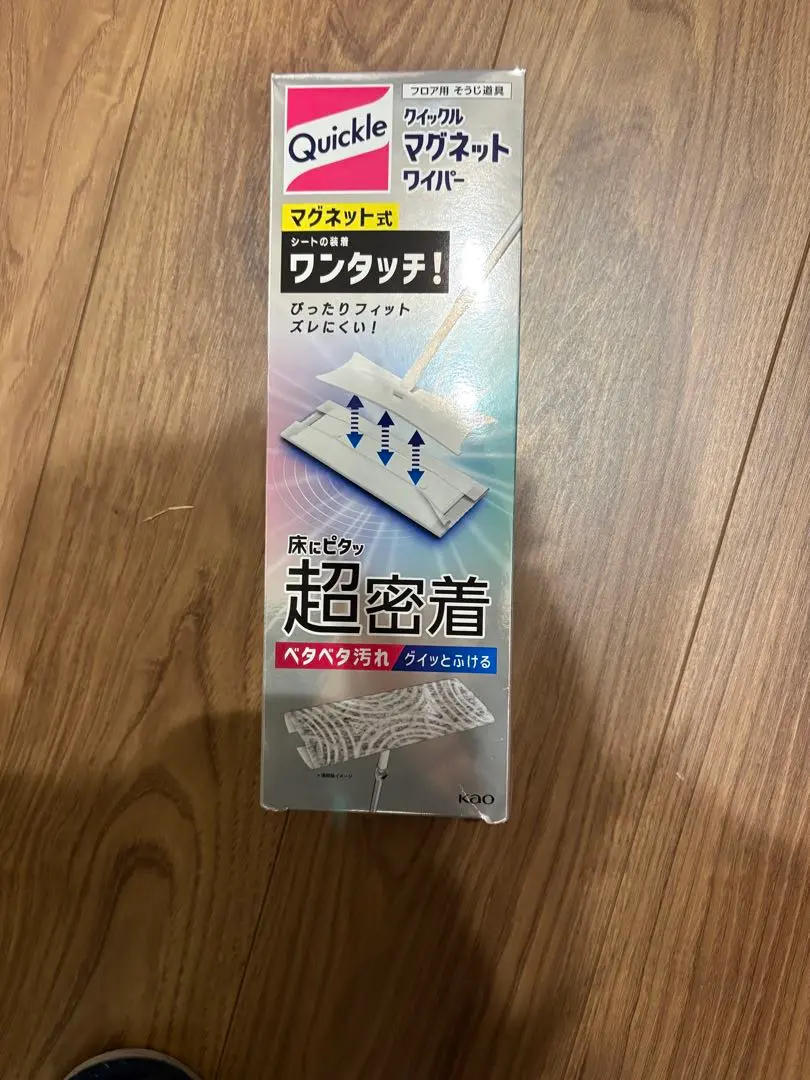 フロア用 そうじ道具
Quickle
クイックル
マグネット
ワイパー
マグネット式
シートの装着
ワンタッチ!
ぴったりフィット
ズレにくい!
床にピタッ
超密着
ベタベタ汚れ グイッとふける
Kao